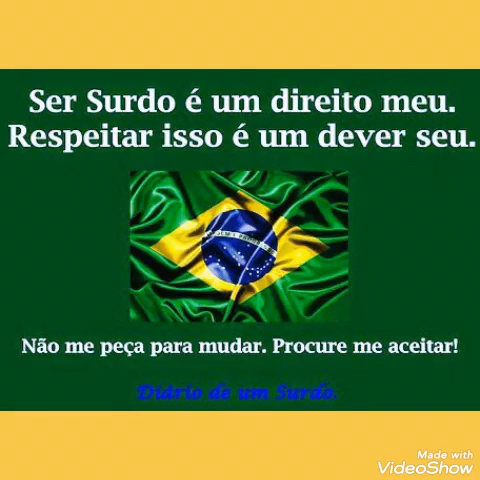 Ser Surdo é um direito meu.
Respeitar isso é um dever seu.
Não me peça para mudar. Procure me aceitar!
Diário de um Surdo.
Made with
VideoShow